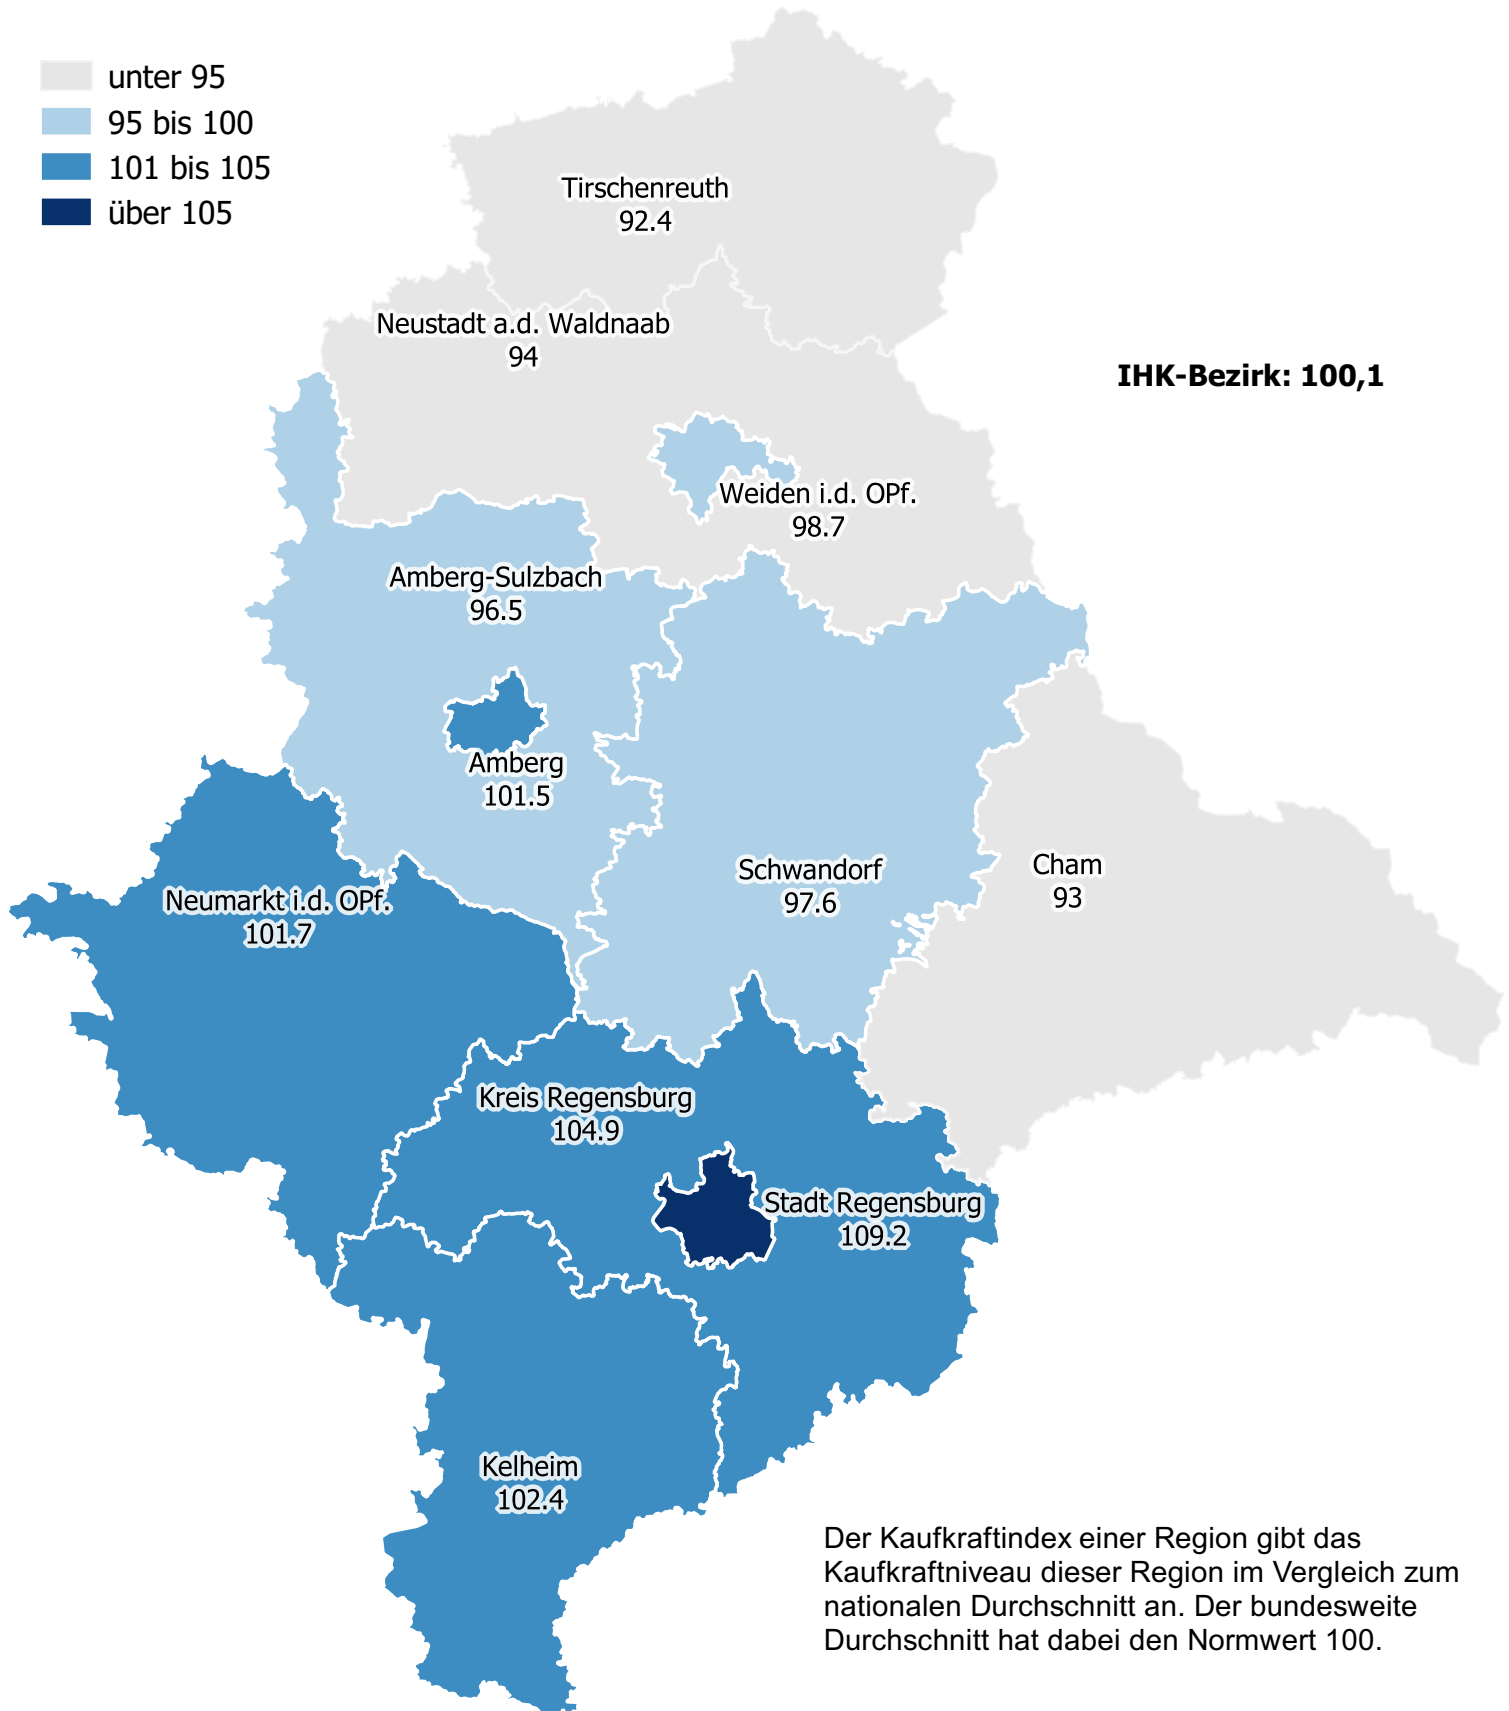 unter 95
95 bis 100
101 bis 105
über 105
Tirschenreuth
92.4
Neustadt a.d. Waldnaab
94
IHK-Bezirk: 100,1
Weiden i.d. OPf.
98.7
Amberg-Sulzbach
96.5
Amberg
101.5
Schwandorf
97.6
Cham
93
Neumarkt i.d. OPf.
101.7
Kreis Regensburg
104.9
Stadt Regensburg
109.2
Kelheim
102.4
Der Kaufkraftindex einer Region gibt das
Kaufkraftniveau dieser Region im Vergleich zum
nationalen Durchschnitt an. Der bundesweite
Durchschnitt hat dabei den Normwert 100.